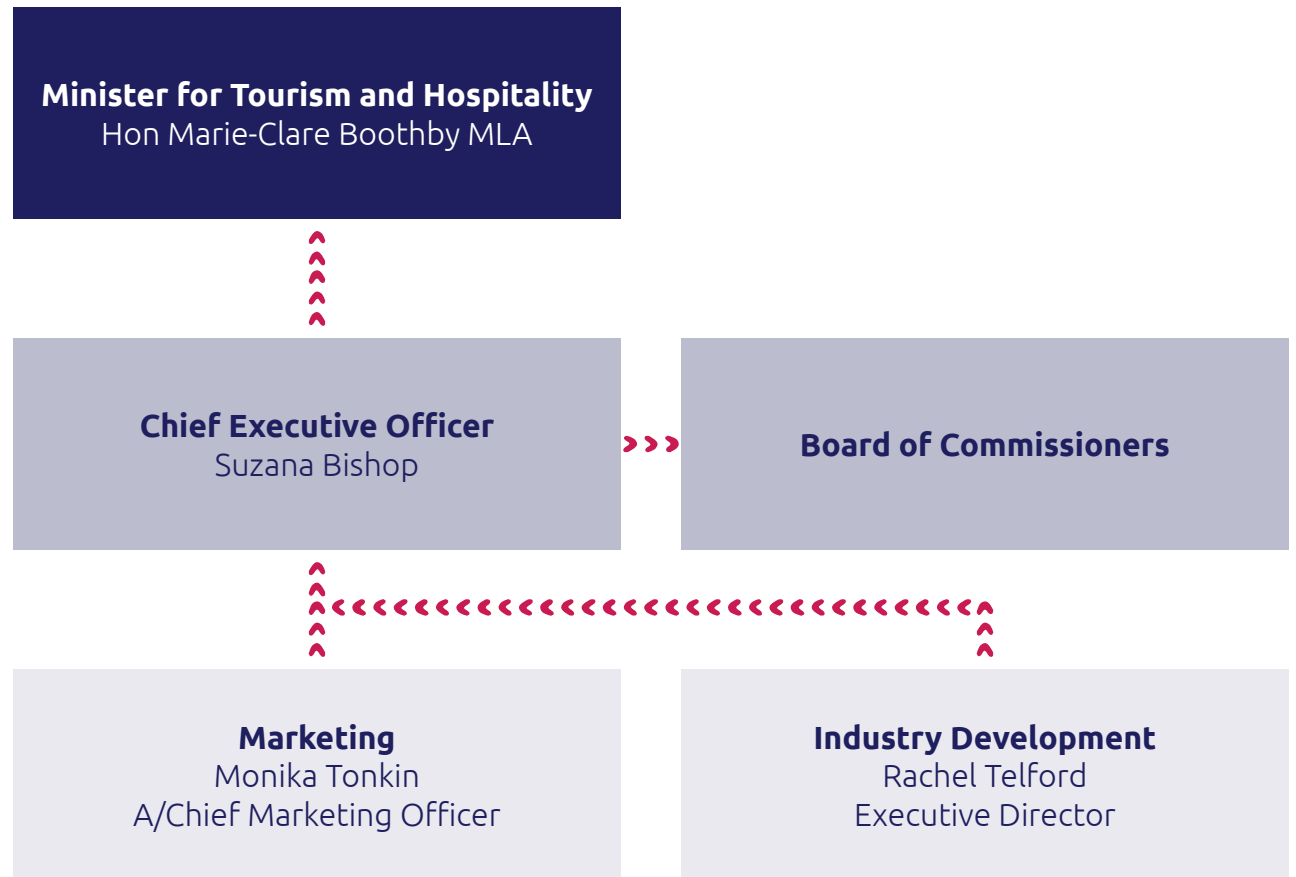 Minister for Tourism and Hospitality
Hon Marie-Clare Boothby MLA
Chief Executive Officer
Suzana Bishop
Board of Commissioners
Marketing
Monika Tonkin
A/Chief Marketing Officer
Industry Development
Rachel Telford
Executive Director